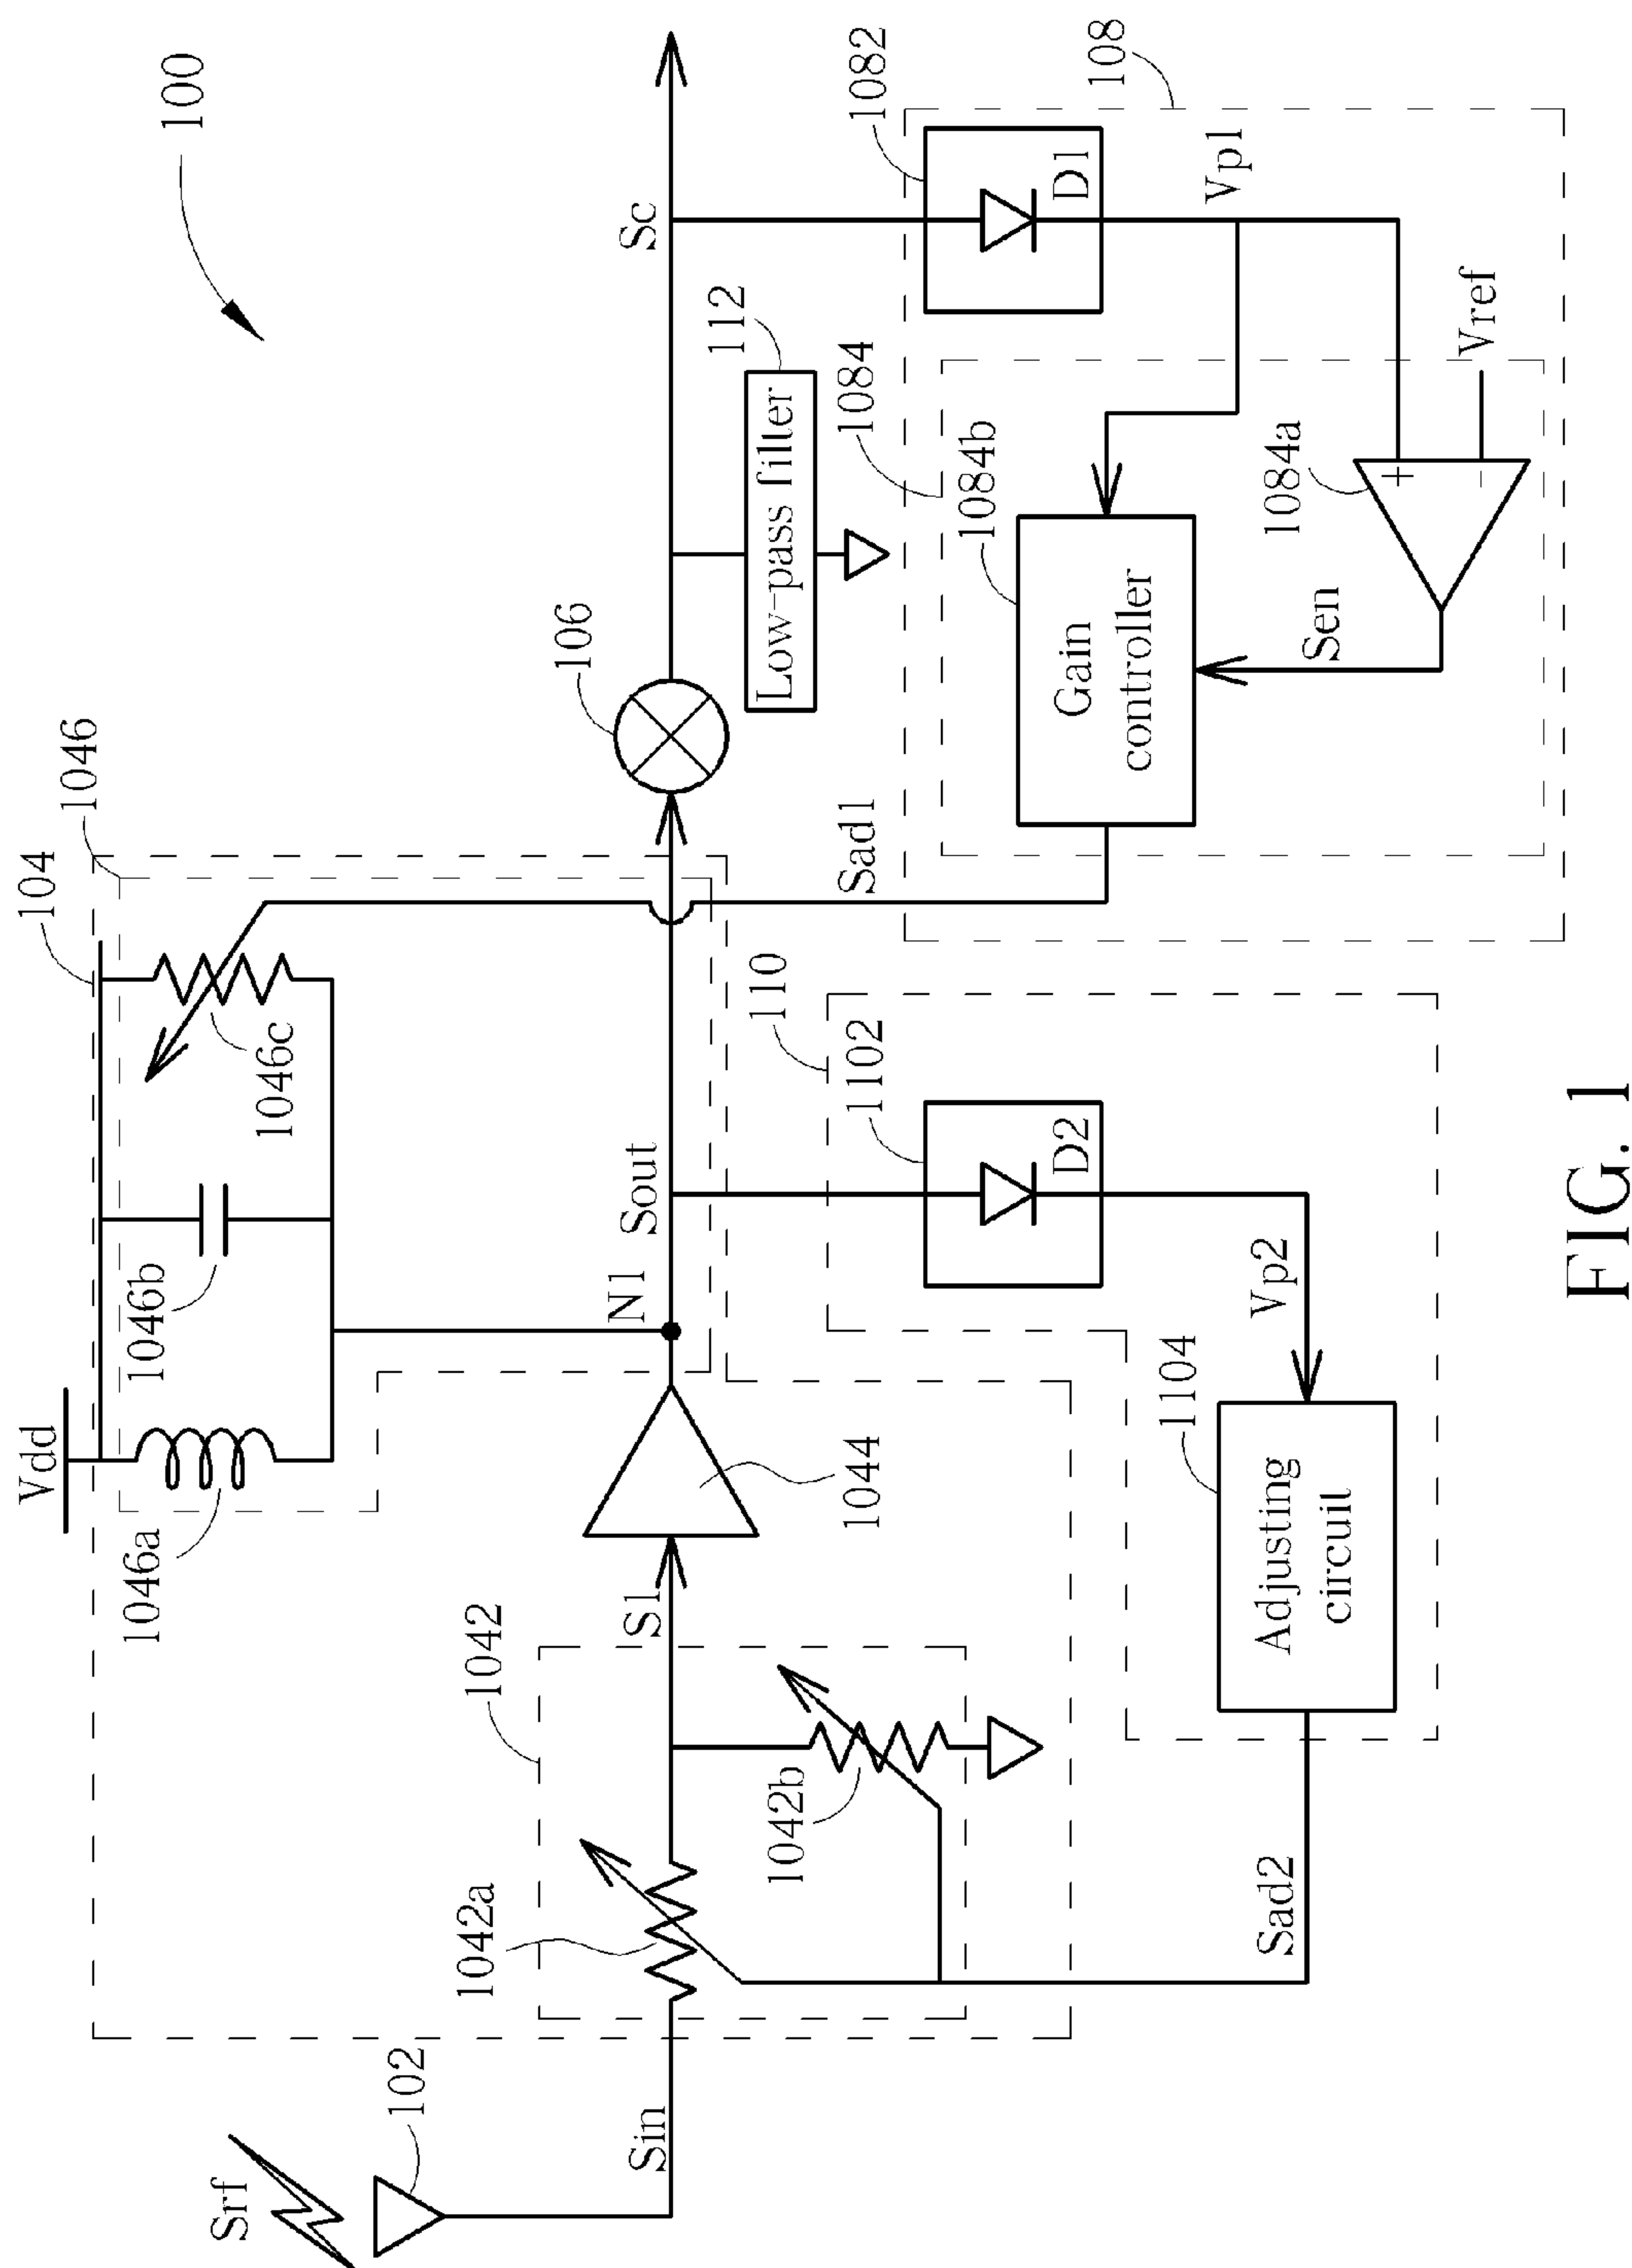 100
Vdd
104
1046
1046a
1046b
1046c
Srf
102
Sin
1042
1042a
1042b
S1
1044
N1
Sout
106
Sc
Low-pass filter
112
Sad1
1082
D1
108
Vp1
1084
1084b
Gain
controller
Sen
1084a
+
-
Vref
110
1102
D2
Vp2
1104
Adjusting
circuit
Sad2
FIG. 1